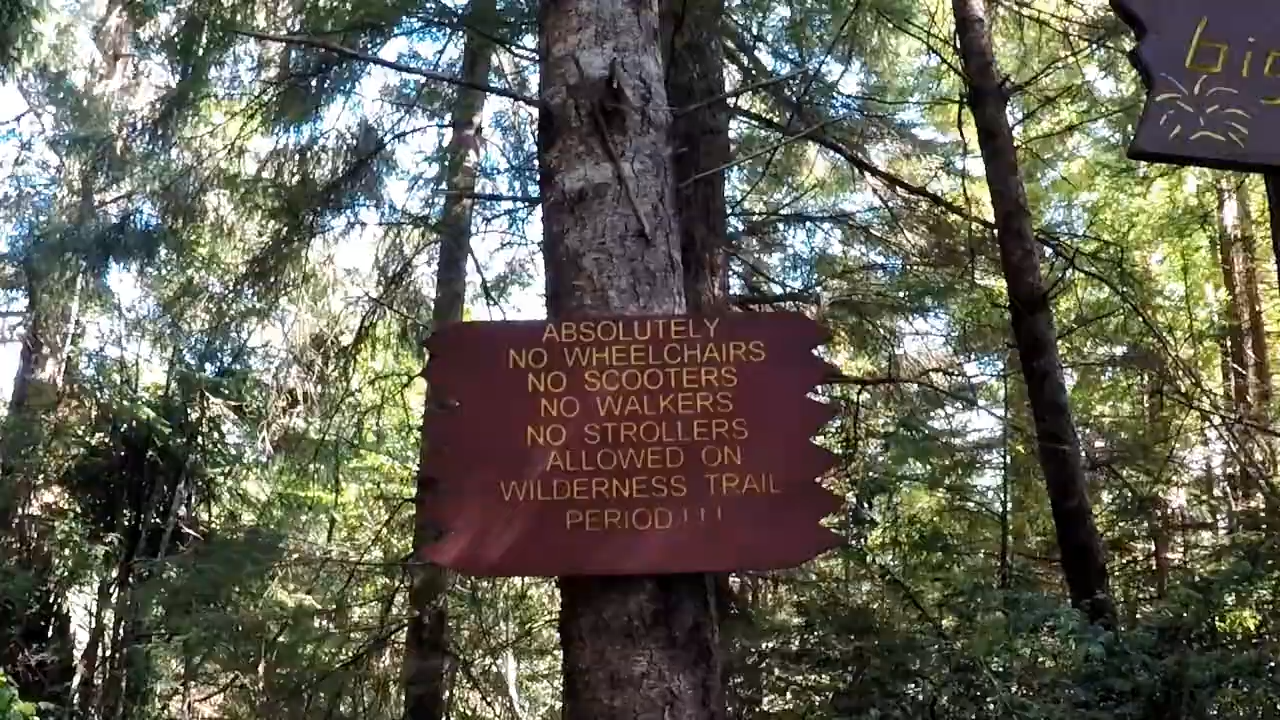 ABSOLUTELY
NO WHEELCHAIRS
NO SCOOTERS
NO WALKERS
NO STROLLERS
ALLOWED ON
WILDERNESS TRAIL
PERIOD!!!